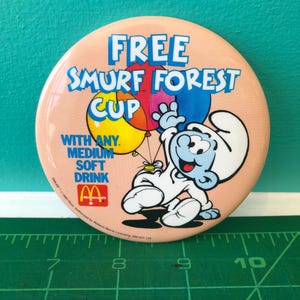 FREE
SMURF FOREST
CUP
WITH ANY
MEDIUM
SOFT
DRINK
7 8 9 10